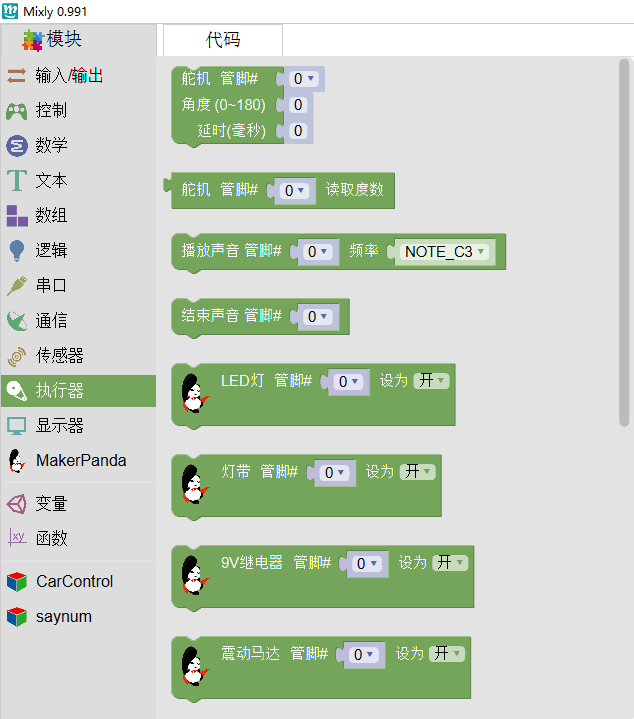 Mixly 0.991
模块
代码
输入/输出
控制
数学
文本
数组
逻辑
串口
通信
传感器
执行器
显示器
MakerPanda
变量
xy
函数
CarControl
saynum
舵机 管脚# 0
角度 (0~180) 0
延时(毫秒) 0
舵机 管脚# 0 读取度数
播放声音 管脚# 0 频率 NOTE_C3
结束声音 管脚# 0
LED灯 管脚# 0 设为 开
灯带 管脚# 0 设为 开
9V继电器 管脚# 0 设为 开
震动马达 管脚# 0 设为 开